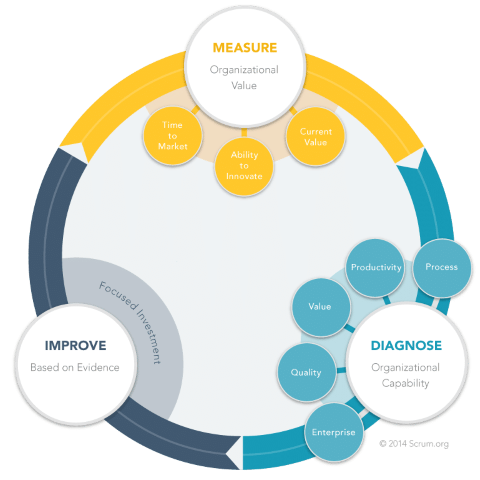 MEASURE
Organizational
Value
Time
to
Market
Ability
to
Innovate
Current
Value
Productivity
Process
Value
Quality
Enterprise
DIAGNOSE
Organizational
Capability
Focused Investment
IMPROVE
Based on Evidence
© 2014 Scrum.org